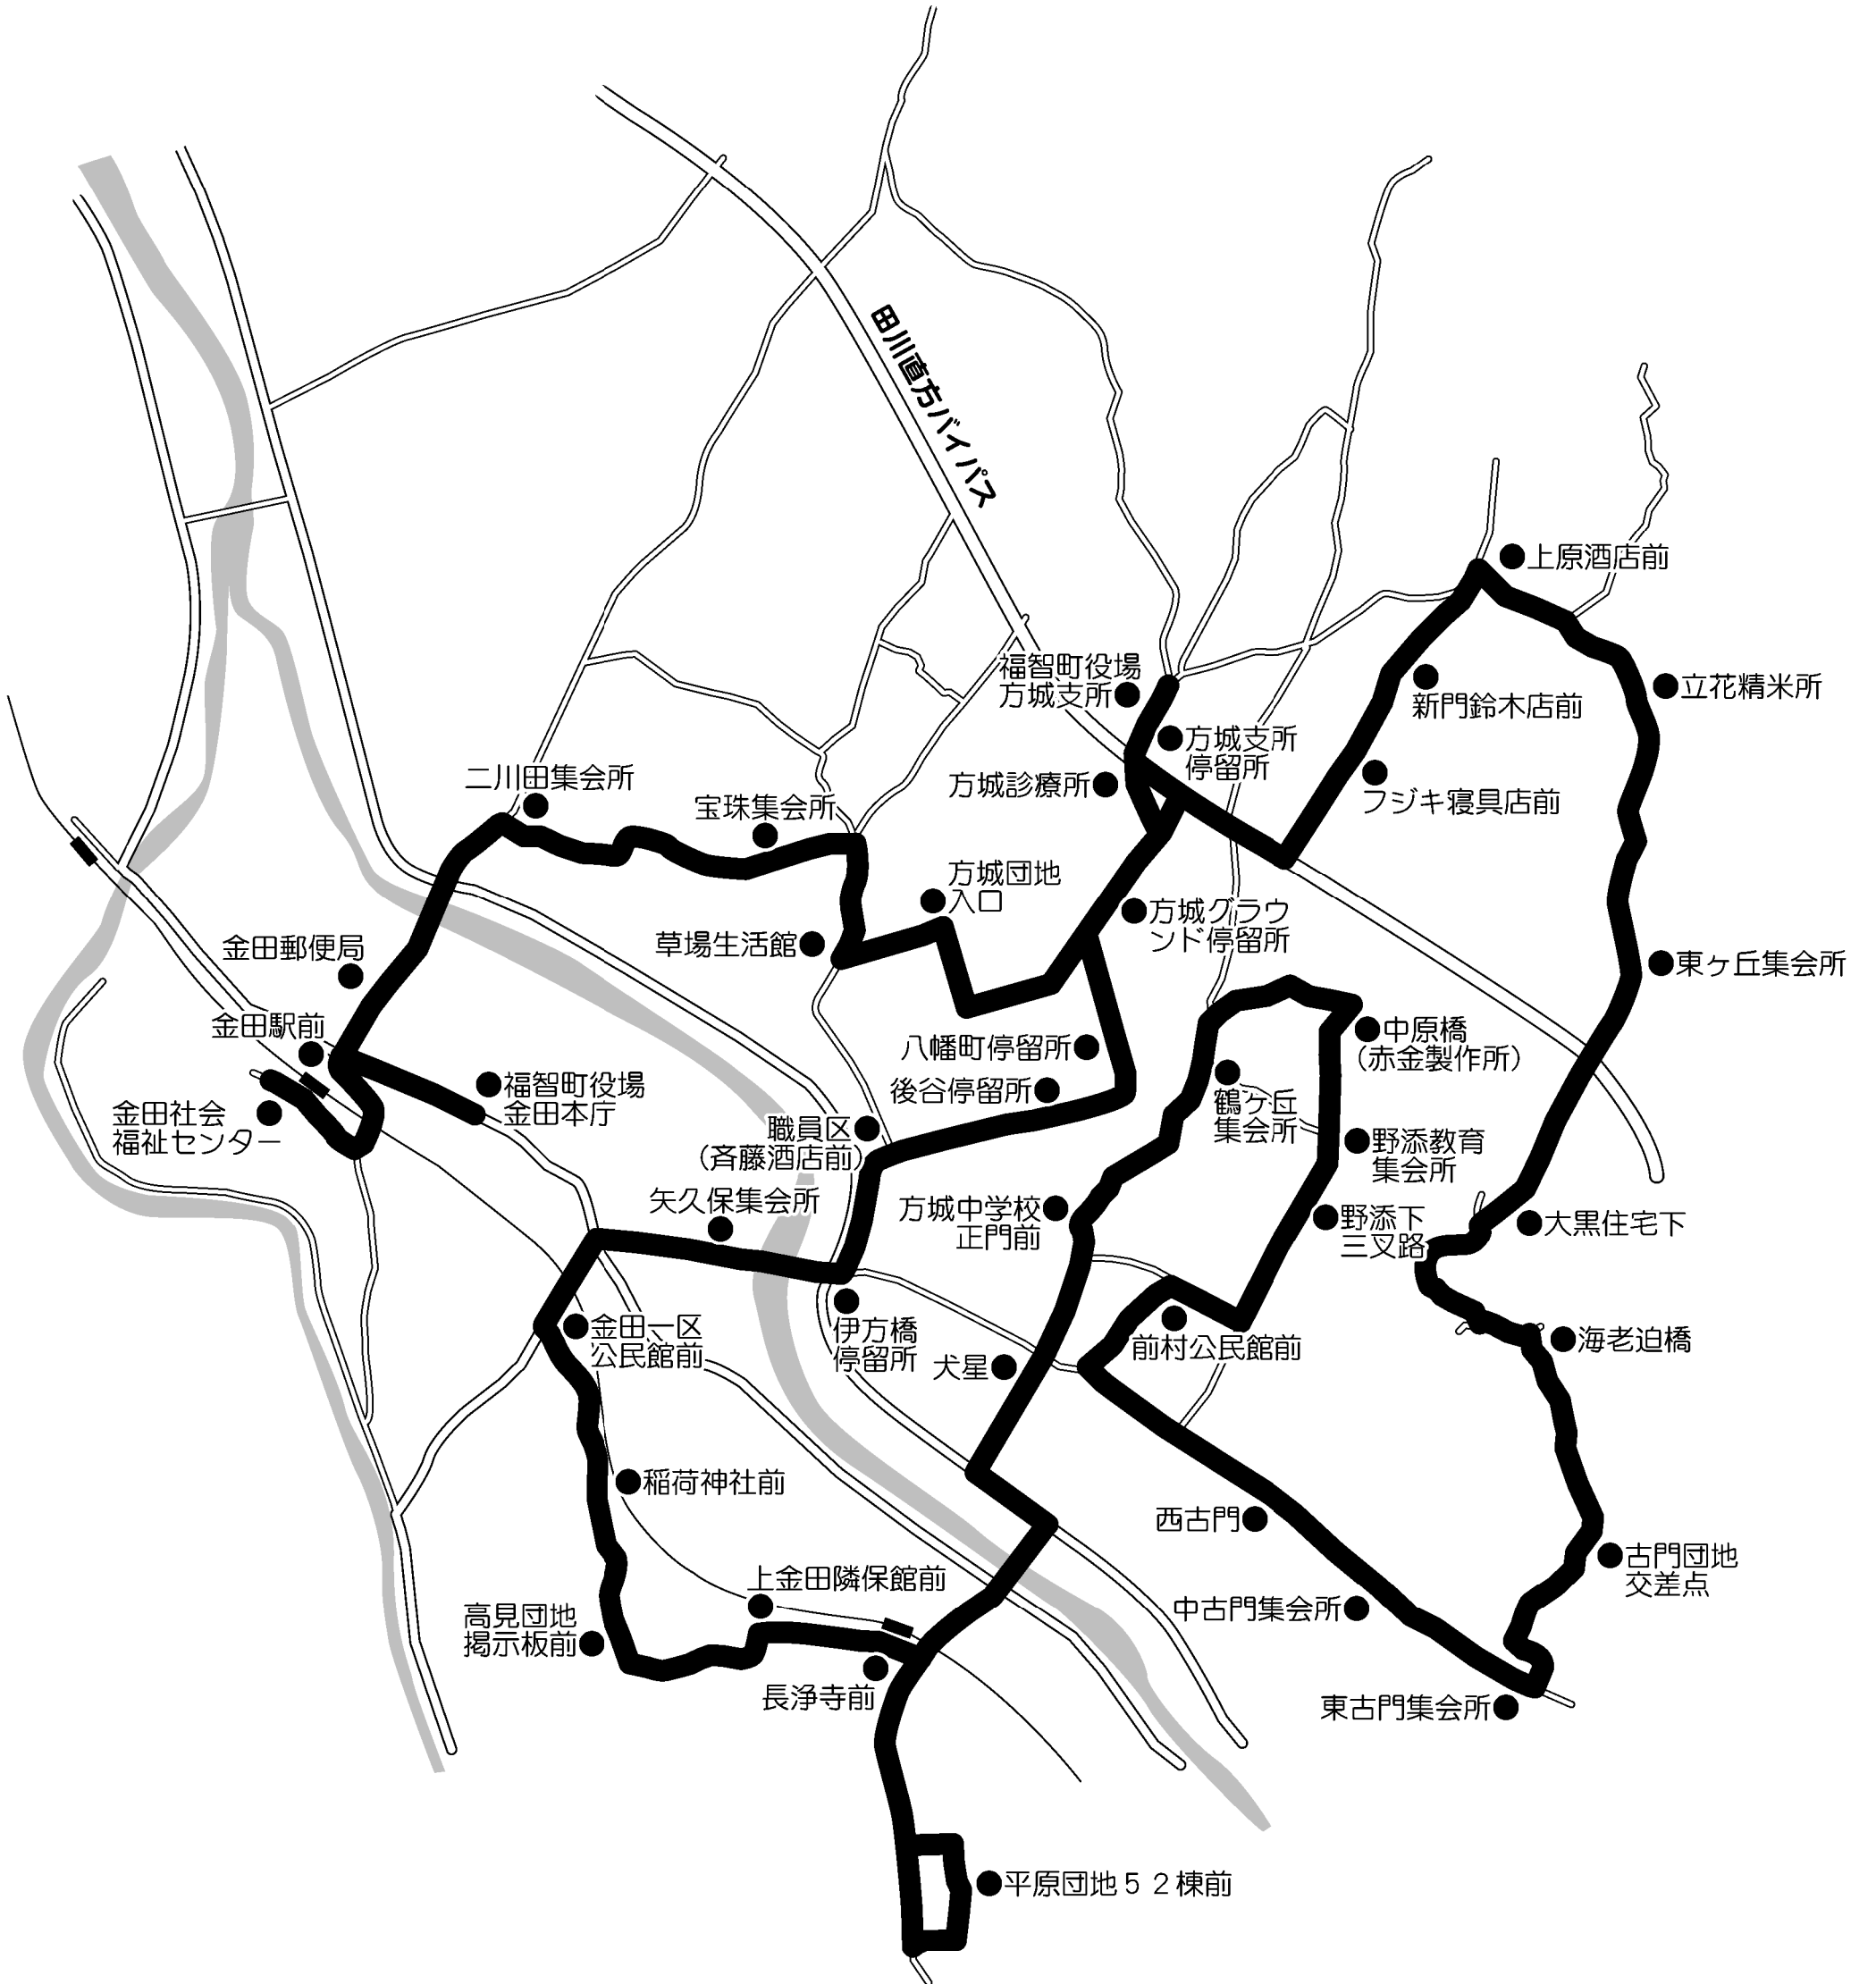 田川直方バイパス
上原酒店前
福智町役場
方城支所
新門鈴木店前
立花精米所
方城支所
停留所
二川田集会所
方城診療所
フジキ寝具店前
宝珠集会所
方城団地
入口
方城グラウ
ンド停留所
草場生活館
金田郵便局
東ヶ丘集会所
金田駅前
八幡町停留所
中原橋
（赤金製作所）
福智町役場
金田本庁
後谷停留所
鶴ヶ丘
集会所
金田社会
福祉センター
職員区
（斉藤酒店前）
野添教育
集会所
矢久保集会所
方城中学校
正門前
野添下
三叉路
大黒住宅下
金田一区
公民館前
伊方橋
停留所
前村公民館前
海老迫橋
犬星
稲荷神社前
西古門
古門団地
交差点
上金田隣保館前
中古門集会所
高見団地
掲示板前
長浄寺前
東古門集会所
平原団地５２棟前